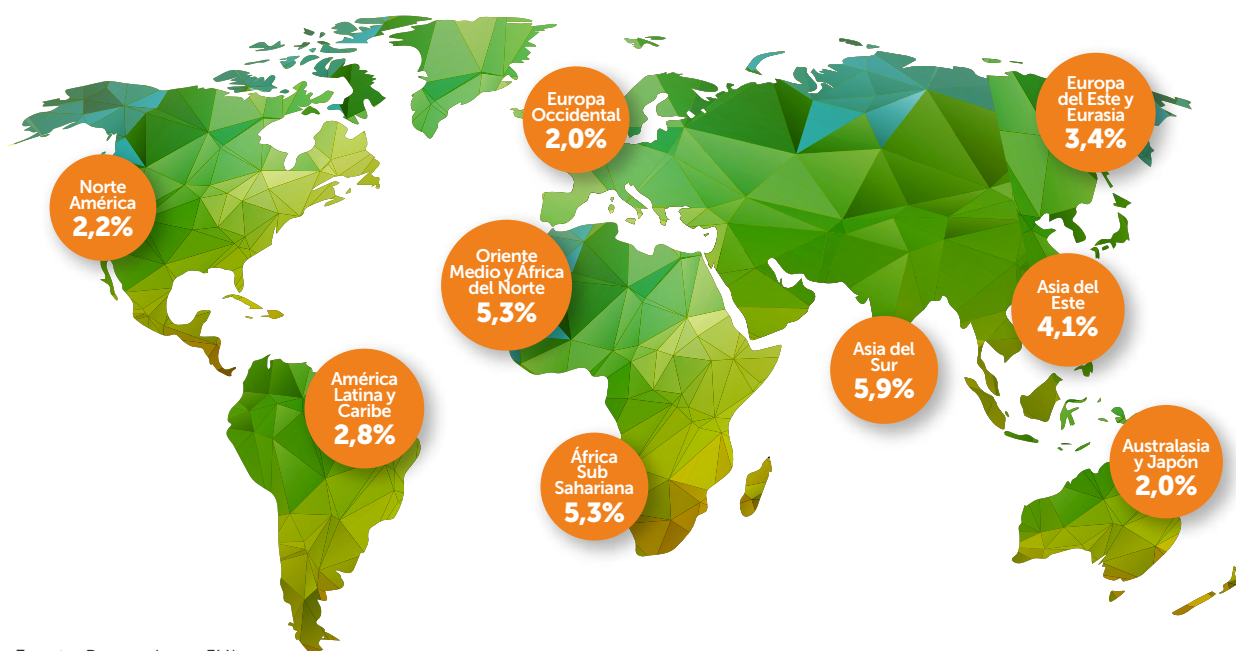 Europa
Occidental
2,0%
Europa
del Este y
Eurasia
3,4%
Norte
América
2,2%
Oriente
Medio y África
del Norte
5,3%
Asia del
Este
4,1%
Asia del
Sur
5,9%
América
Latina y
Caribe
2,8%
África
Sub
Sahariana
5,3%
Australasia
y Japón
2,0%